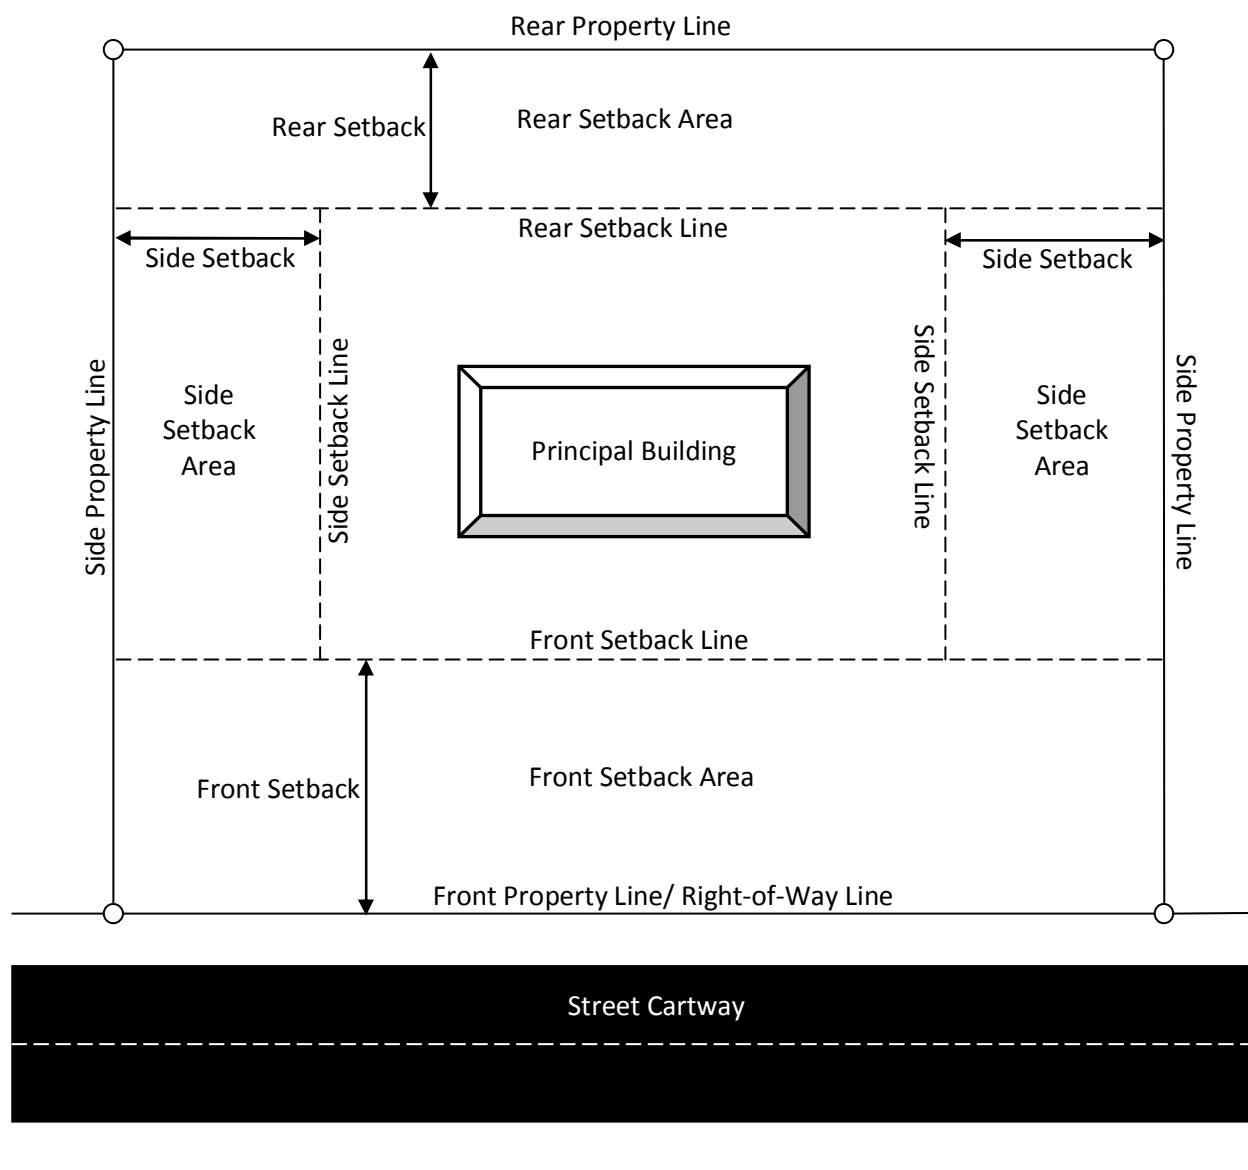 Rear Property Line
Rear Setback
Rear Setback Area
Rear Setback Line
Side Setback
Side Setback
Side Property Line
Side
Setback
Area
Side Setback Line
Principal Building
Side Setback Line
Side
Setback
Area
Side Property Line
Front Setback Line
Front Setback
Front Setback Area
Front Property Line/ Right-of-Way Line
Street Cartway